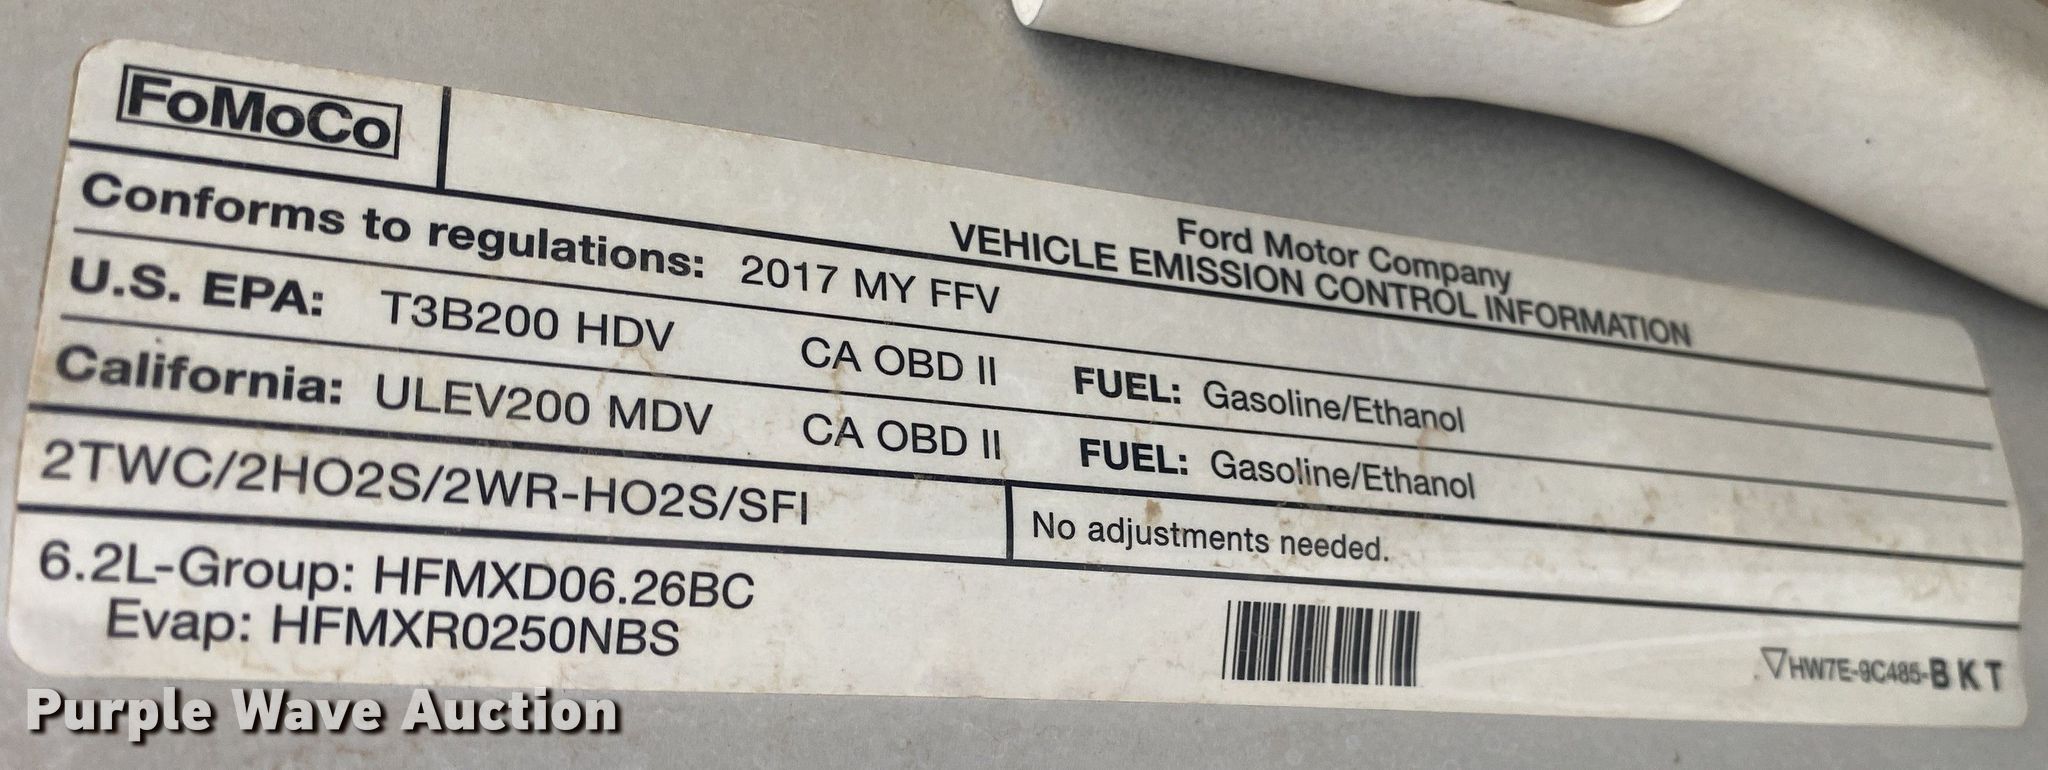 FoMoCo
Ford Motor Company
VEHICLE EMISSION CONTROL INFORMATION
Conforms to regulations: 2017 MY FFV
U.S. EPA: T3B200 HDV CA OBD II FUEL: Gasoline/Ethanol
California: ULEV200 MDV CA OBD II FUEL: Gasoline/Ethanol
2TWC/2HO2S/2WR-HO2S/SFI
No adjustments needed.
6.2L-Group: HFMXD06.26BC
Evap: HFMXR0250NBS
HW7E-9C485-B K T
Purple Wave Auction